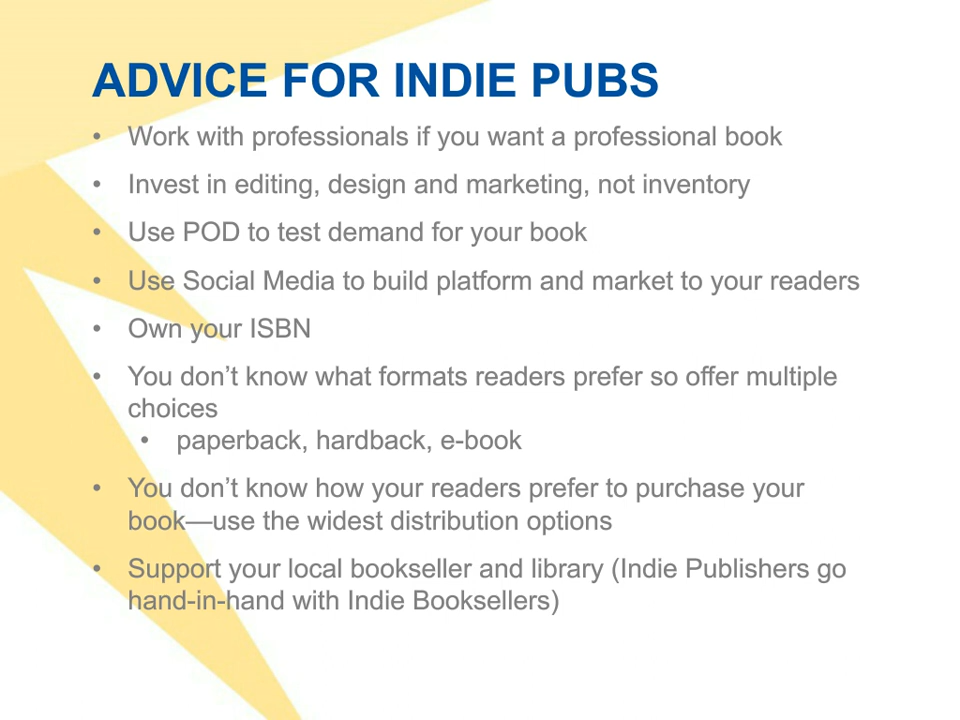 ADVICE FOR INDIE PUBS
• Work with professionals if you want a professional book
• Invest in editing, design and marketing, not inventory
• Use POD to test demand for your book
• Use Social Media to build platform and market to your readers
• Own your ISBN
• You don’t know what formats readers prefer so offer multiple
choices
• paperback, hardback, e-book
• You don’t know how your readers prefer to purchase your
book—use the widest distribution options
• Support your local bookseller and library (Indie Publishers go
hand-in-hand with Indie Booksellers)